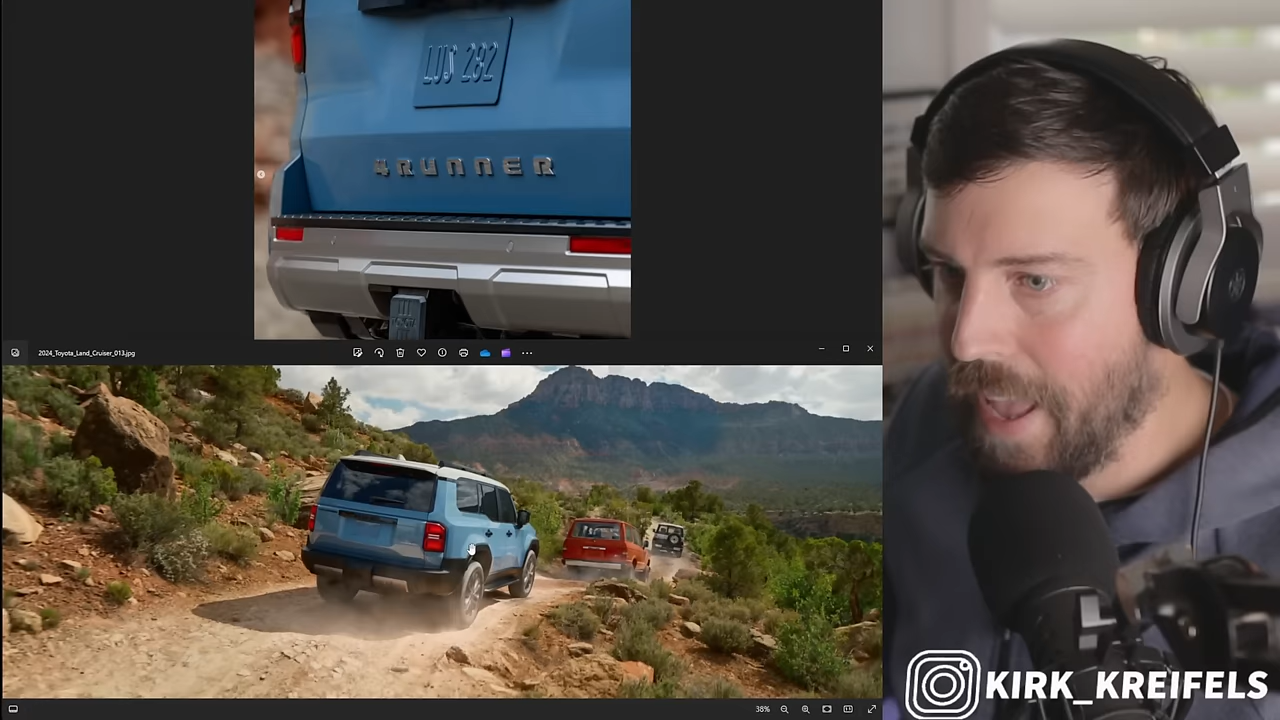 LUS 282
4RUNNER
2024_Toyota_Land_Cruiser_013.jpg
38%
KIRK_KREIFELS